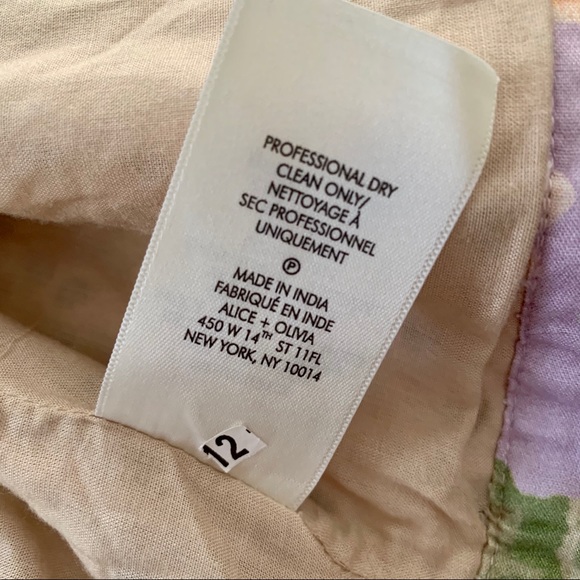 PROFESSIONAL DRY
CLEAN ONLY/
NETTOYAGE À
SEC PROFESSIONNEL
UNIQUEMENT
P
MADE IN INDIA
FABRIQUÉ EN INDE
ALICE + OLIVIA
450 W 14TH ST 11FL
NEW YORK, NY 10014
12